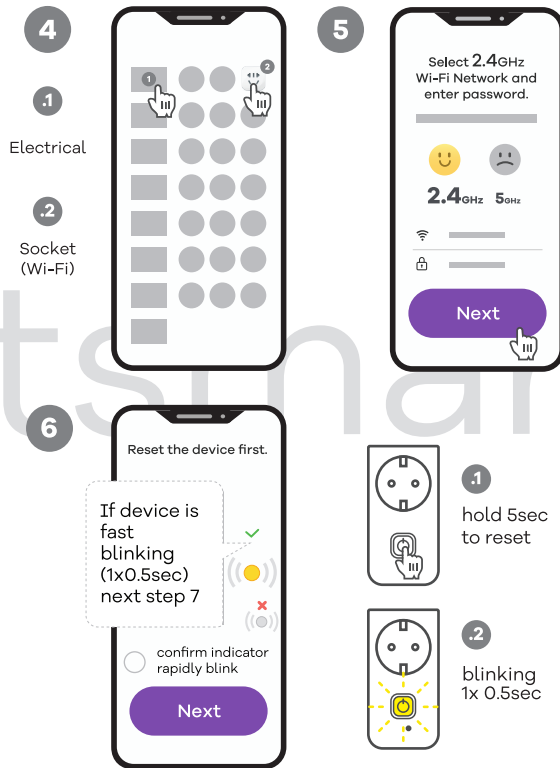 4
.1
Electrical
.2
Socket
(Wi-Fi)
1
2
5
Select 2.4GHz
Wi-Fi Network and
enter password.
2.4GHz 5GHz
Next
6
Reset the device first.
If device is
fast
blinking
(1x0.5sec)
next step 7
confirm indicator
rapidly blink
Next
.1
hold 5sec
to reset
.2
blinking
1x 0.5sec